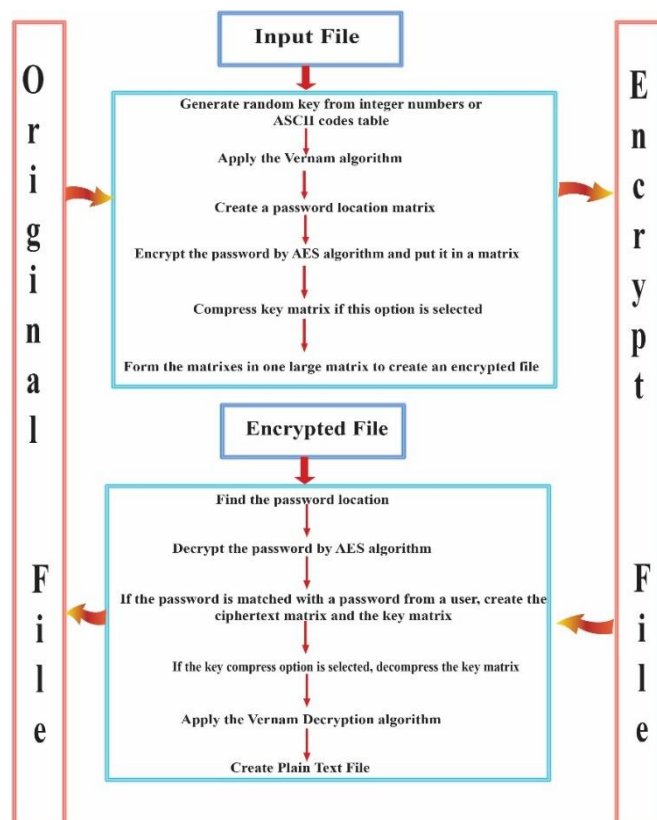 Original File
Input File
Generate random key from integer numbers or
ASCII codes table
Apply the Vernam algorithm
Create a password location matrix
Encrypt the password by AES algorithm and put it in a matrix
Compress key matrix if this option is selected
Form the matrixes in one large matrix to create an encrypted file
Encrypted File
Find the password location
Decrypt the password by AES algorithm
If the password is matched with a password from a user, create the
ciphertext matrix and the key matrix
If the key compress option is selected, decompress the key matrix
Apply the Vernam Decryption algorithm
Create Plain Text File
Encrypt File